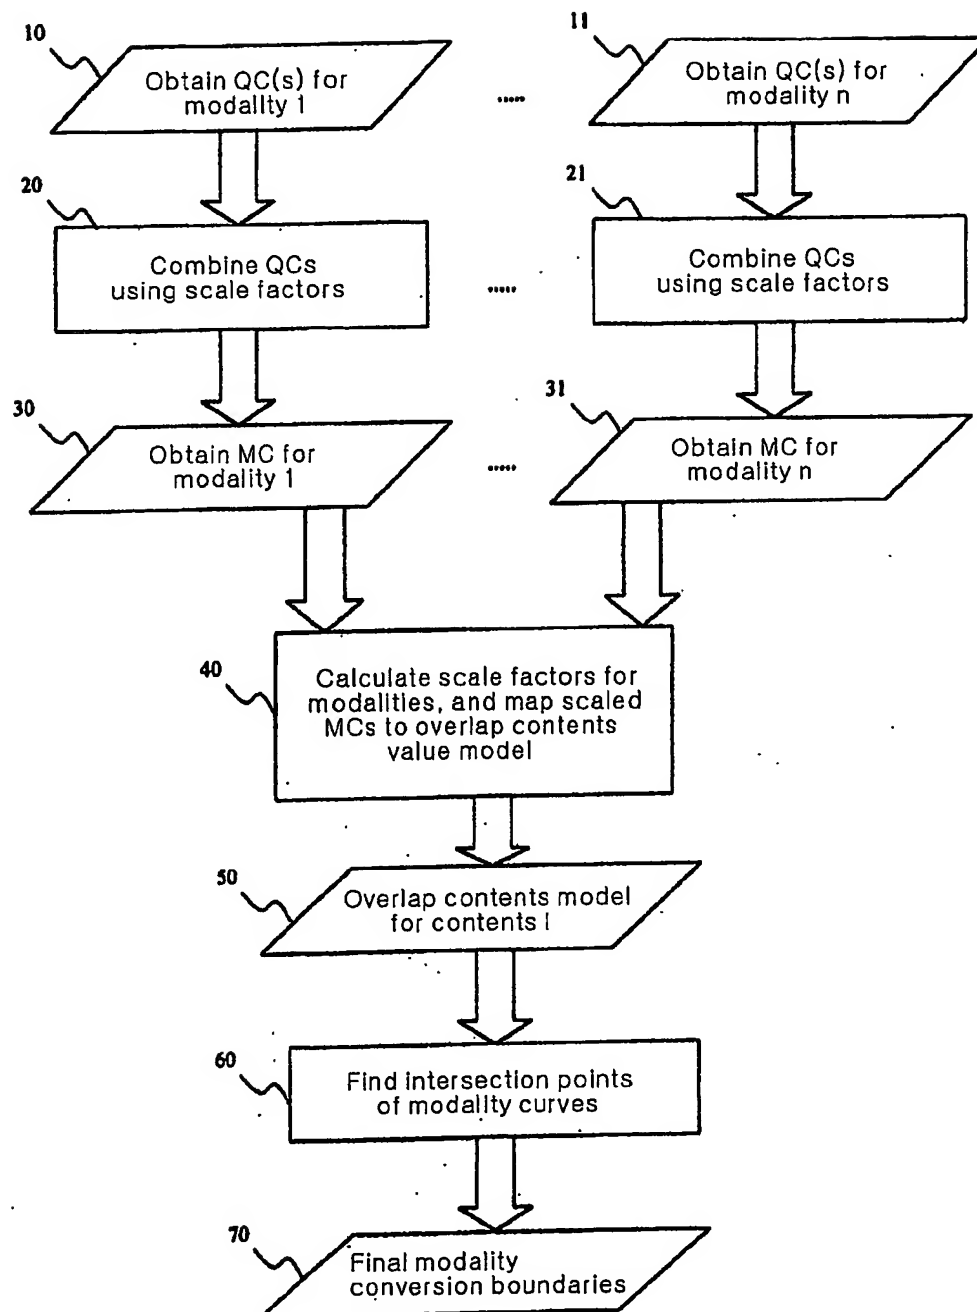 10
11
Obtain QC(s) for
modality 1
.....
Obtain QC(s) for
modality n
20
21
Combine QCs
using scale factors
.....
Combine QCs
using scale factors
30
31
Obtain MC for
modality 1
.....
Obtain MC for
modality n
40
Calculate scale factors for
modalities, and map scaled
MCs to overlap contents
value model
50
Overlap contents model
for contents I
60
Find intersection points
of modality curves
70
Final modality
conversion boundaries